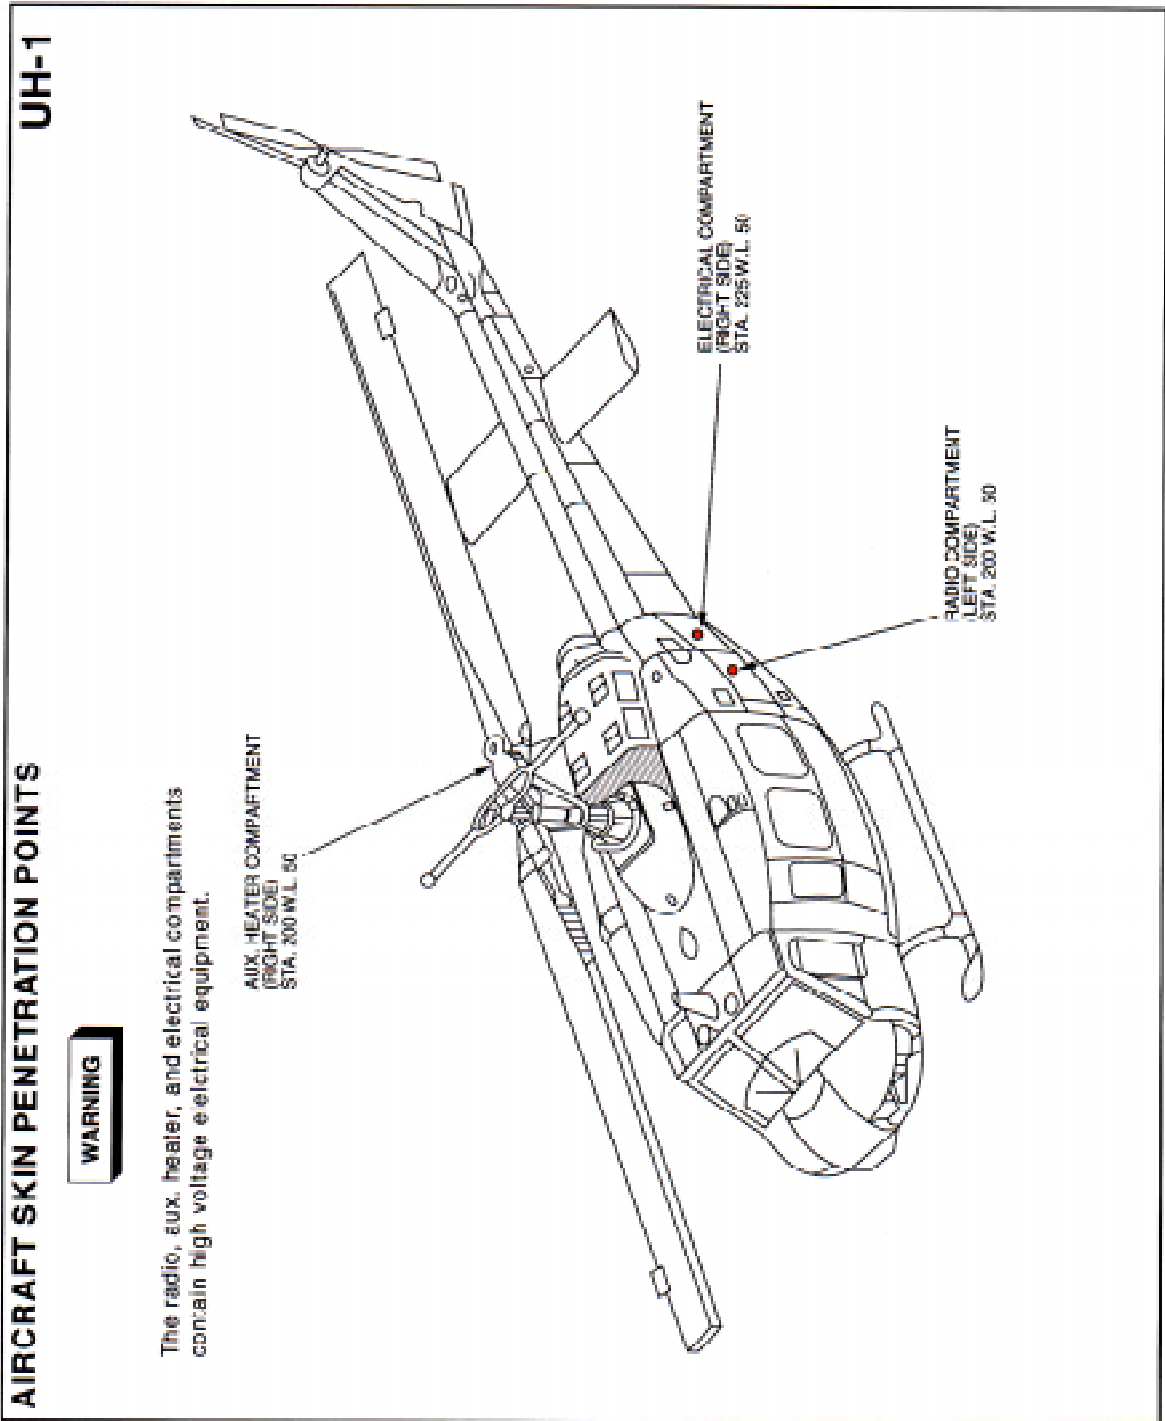 AIRCRAFT SKIN PENETRATION POINTS
UH-1
WARNING
The radio, aux. heater, and electrical compartments
contain high voltage elelctrical equipment.
AUX. HEATER COMPARTMENT
(RIGHT SIDE)
STA. 200 W.L. 50
ELECTRICAL COMPARTMENT
(RIGHT SIDE)
STA. 225 W.L. 50
RADIO COMPARTMENT
(LEFT SIDE)
STA. 200 W.L. 50